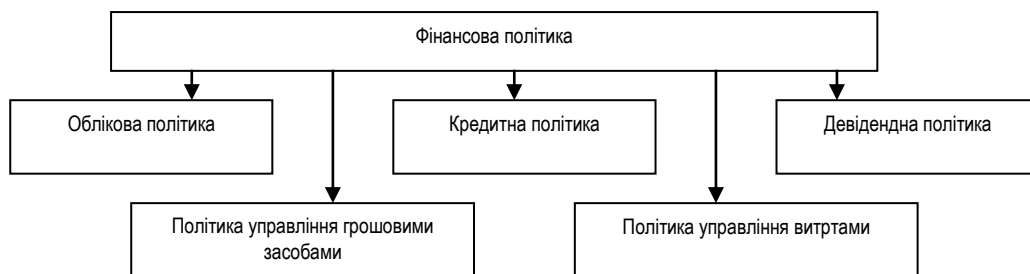 Фінансова політика
Облікова політика
Кредитна політика
Девідендна політика
Політика управління грошовими
засобами
Політика управління витртами